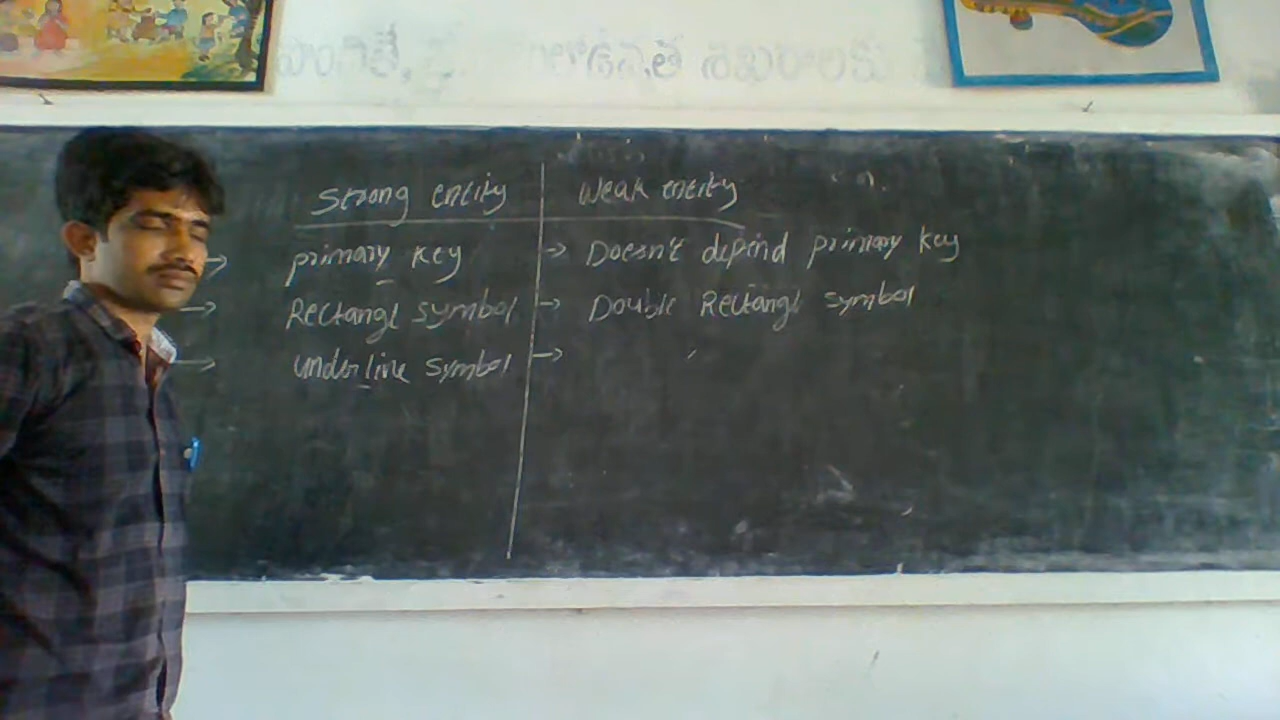 Strong entity Weak entity
→ primary key → Doesn't depend primary key
→ Rectangl symbol → Double Rectangl symbol
→ underline symbol →